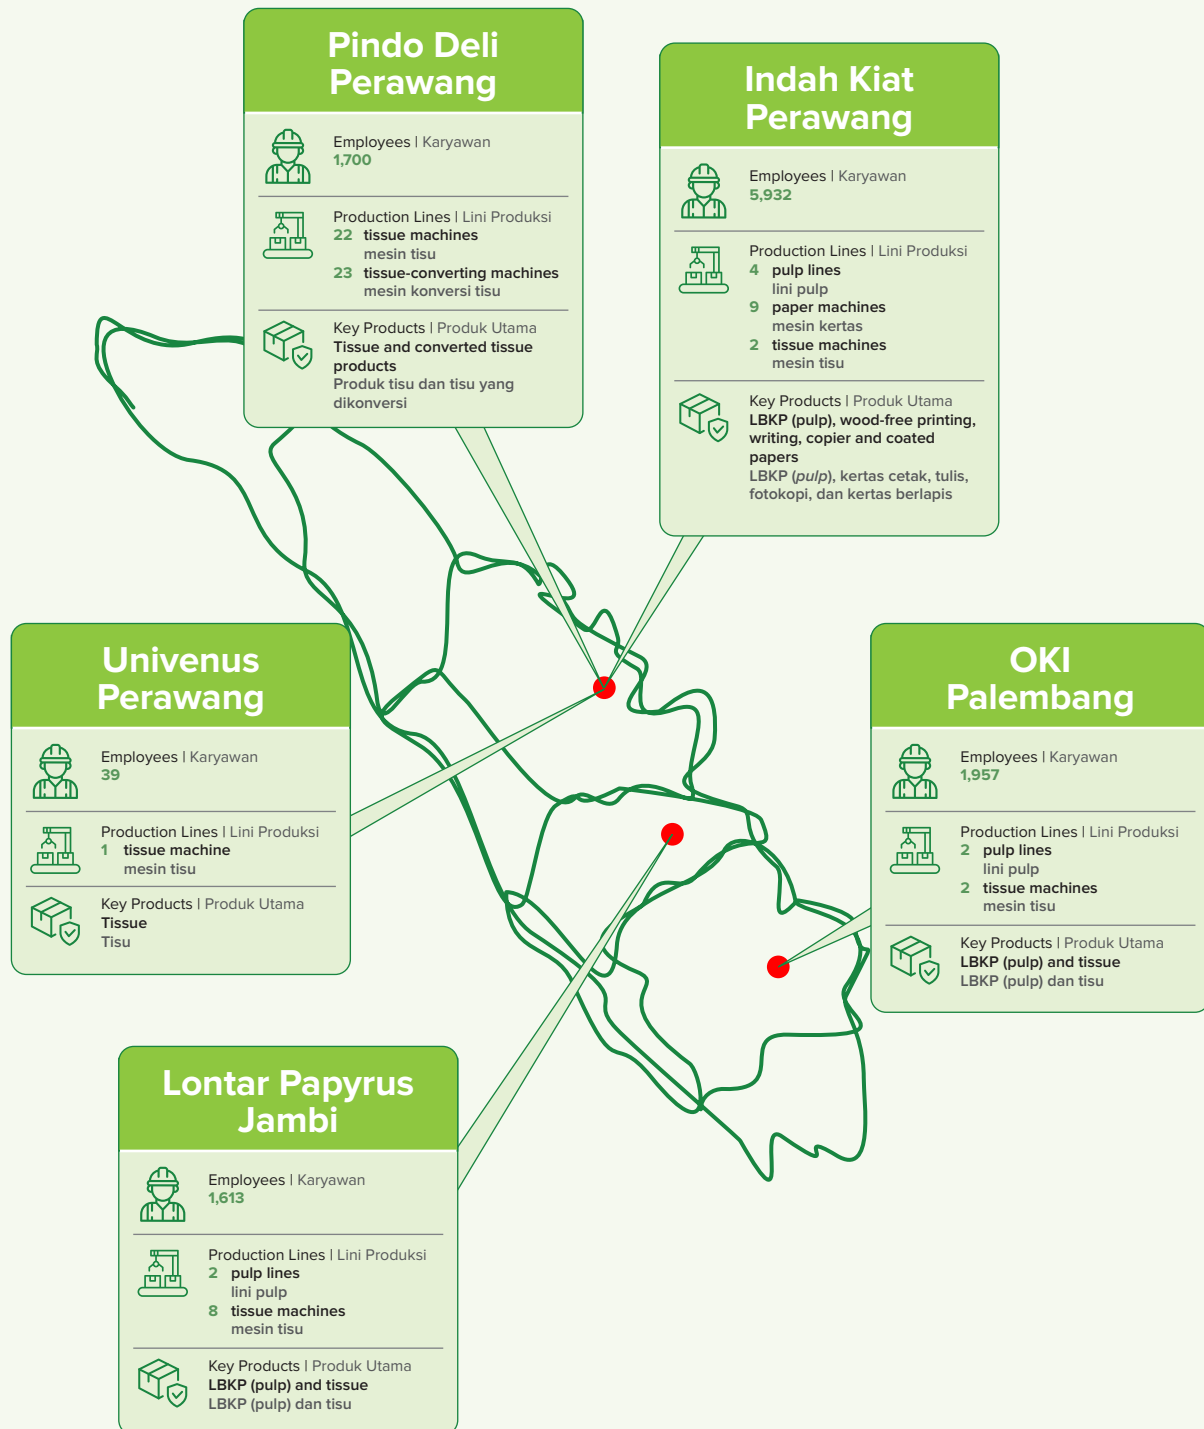 Pindo Deli
Perawang
Employees | Karyawan
1,700
Production Lines | Lini Produksi
22 tissue machines
mesin tisu
23 tissue-converting machines
mesin konversi tisu
Key Products | Produk Utama
Tissue and converted tissue
products
Produk tisu dan tisu yang
dikonversi
Indah Kiat
Perawang
Employees | Karyawan
5,932
Production Lines | Lini Produksi
4 pulp lines
lini pulp
9 paper machines
mesin kertas
2 tissue machines
mesin tisu
Key Products | Produk Utama
LBKP (pulp), wood-free printing,
writing, copier and coated
papers
LBKP (pulp), kertas cetak, tulis,
fotokopi, dan kertas berlapis
Univenus
Perawang
Employees | Karyawan
39
Production Lines | Lini Produksi
1 tissue machine
mesin tisu
Key Products | Produk Utama
Tissue
Tisu
OKI
Palembang
Employees | Karyawan
1,957
Production Lines | Lini Produksi
2 pulp lines
lini pulp
2 tissue machines
mesin tisu
Key Products | Produk Utama
LBKP (pulp) and tissue
LBKP (pulp) dan tisu
Lontar Papyrus
Jambi
Employees | Karyawan
1,613
Production Lines | Lini Produksi
2 pulp lines
lini pulp
8 tissue machines
mesin tisu
Key Products | Produk Utama
LBKP (pulp) and tissue
LBKP (pulp) dan tisu